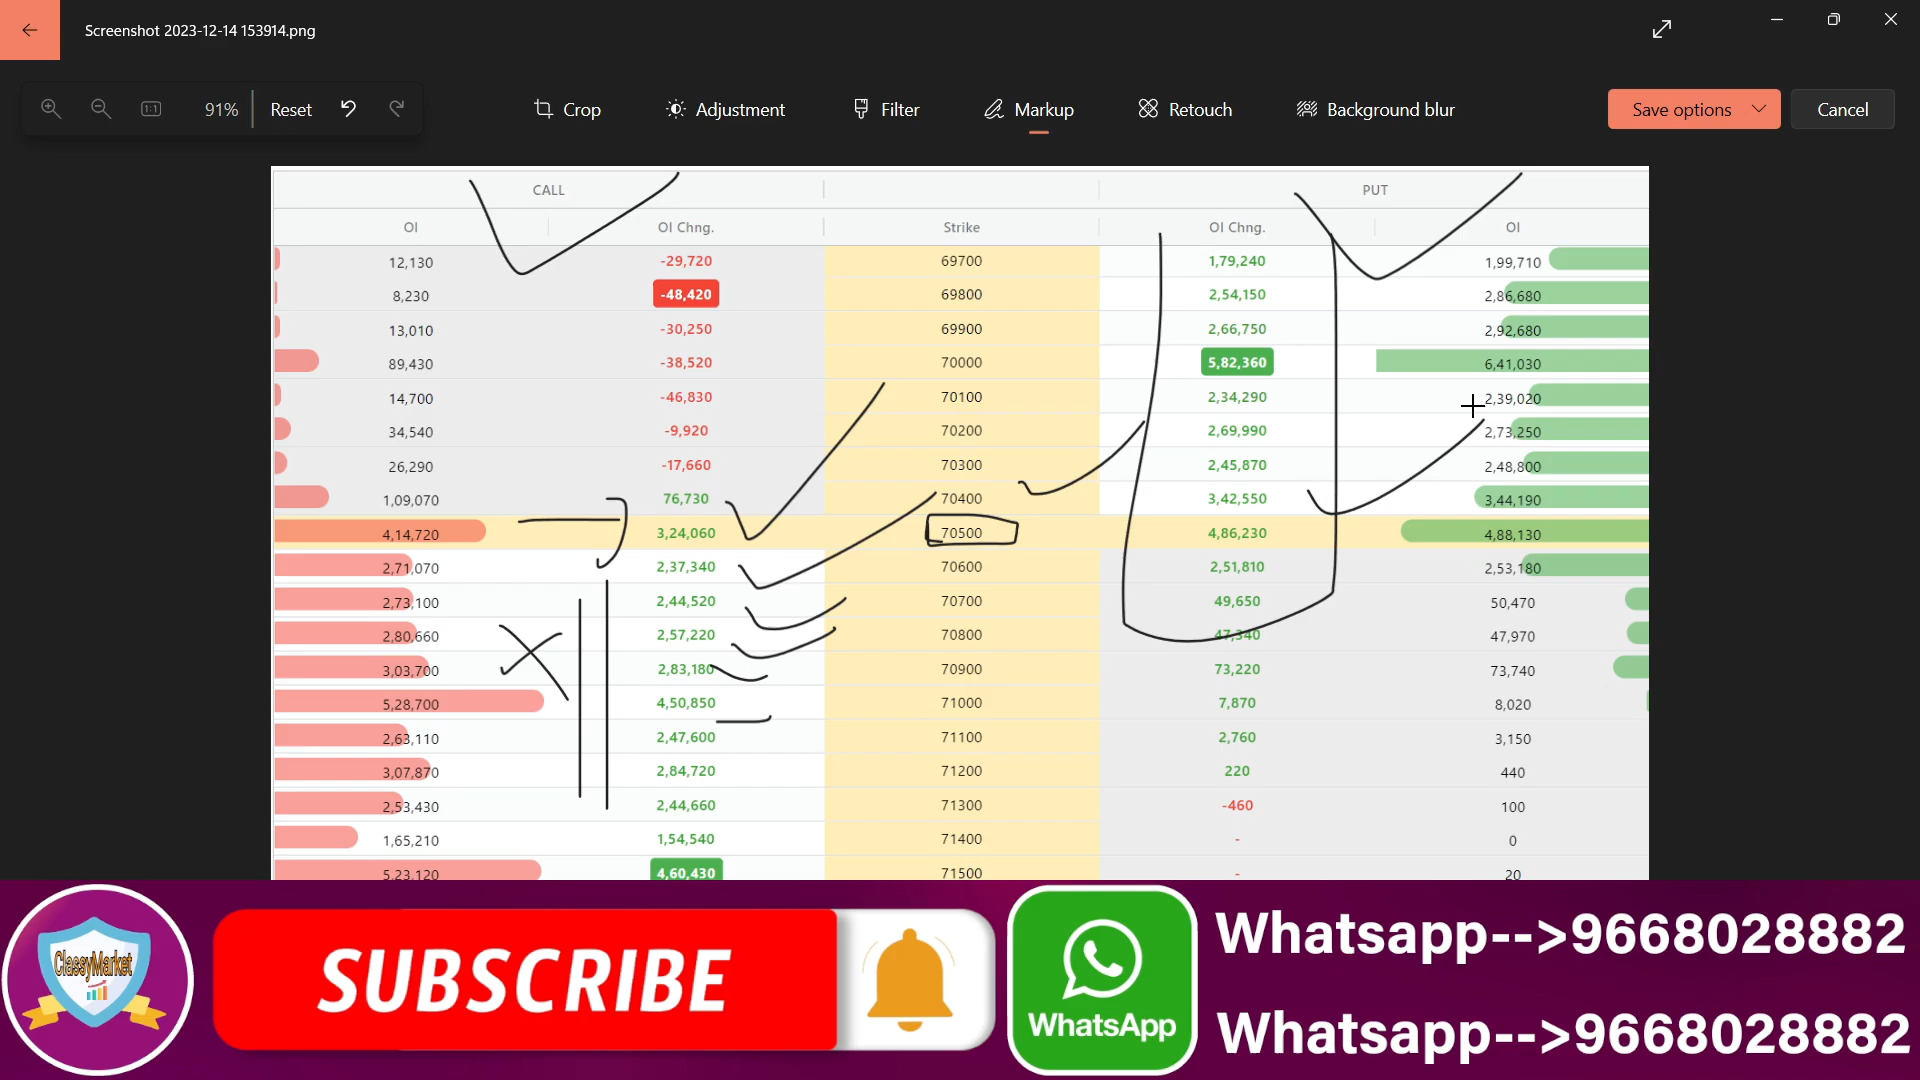 Screenshot 2023-12-14 153914.png
91% Reset Crop Adjustment Filter Markup Retouch Background blur Save options Cancel
CALL PUT
OI OI Chng. Strike OI Chng. OI
12,130 -29,720 69700 1,79,240 1,99,710
8,230 -48,420 69800 2,54,150 2,86,680
13,010 -30,250 69900 2,66,750 2,92,680
89,430 -38,520 70000 5,82,360 6,41,030
14,700 -46,830 70100 2,34,290 2,39,020
34,540 -9,920 70200 2,69,990 2,73,250
26,290 -17,660 70300 2,45,870 2,48,800
1,09,070 76,730 70400 3,42,550 3,44,190
4,14,720 3,24,060 70500 4,86,230 4,88,130
2,71,070 2,37,340 70600 2,51,810 2,53,180
2,73,100 2,44,520 70700 49,650 50,470
2,80,660 2,57,220 70800 47,340 47,970
3,03,700 2,83,180 70900 73,220 73,740
5,28,700 4,50,850 71000 7,870 8,020
2,63,110 2,47,600 71100 2,760 3,150
3,07,870 2,84,720 71200 220 440
2,53,430 2,44,660 71300 -460 100
1,65,210 1,54,540 71400 - 0
5,23,120 4,60,430 71500 - 20
ClassyMarket
SUBSCRIBE
WhatsApp
Whatsapp-->9668028882
Whatsapp-->9668028882